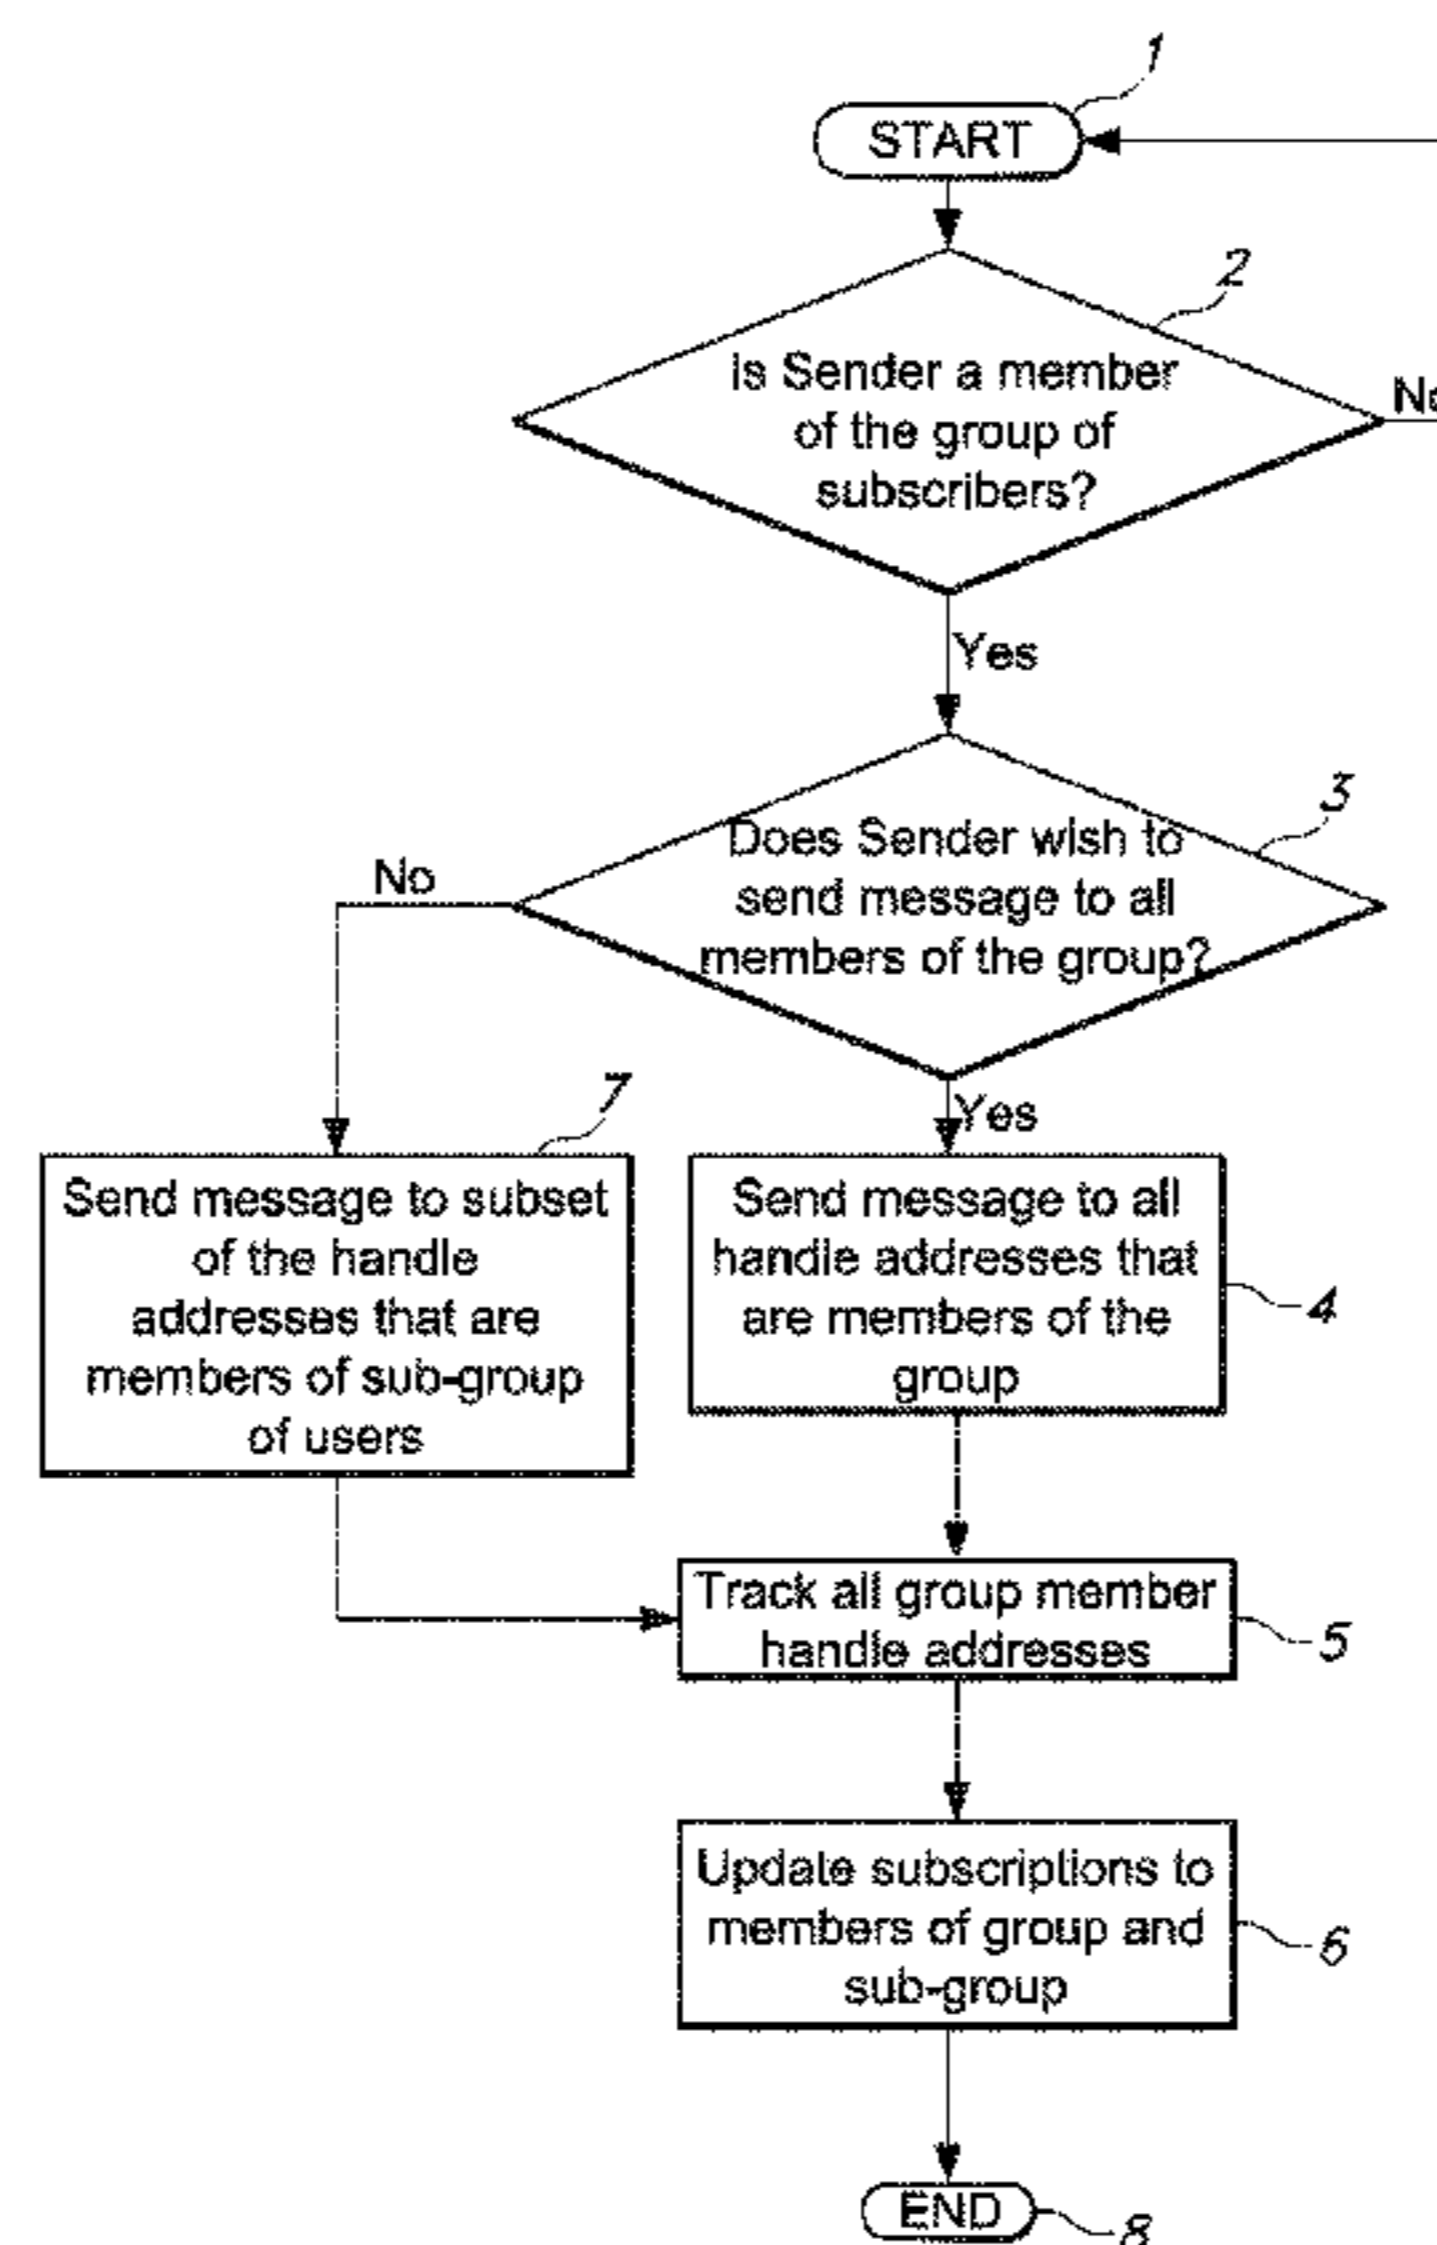 1
START
2
Is Sender a member
of the group of
subscribers?
No
Yes
3
Does Sender wish to
send message to all
members of the group?
No
Yes
7
Send message to subset
of the handle
addresses that are
members of sub-group
of users
Send message to all
handle addresses that
are members of the
group
4
Track all group member
handle addresses
5
Update subscriptions to
members of group and
sub-group
6
END
8